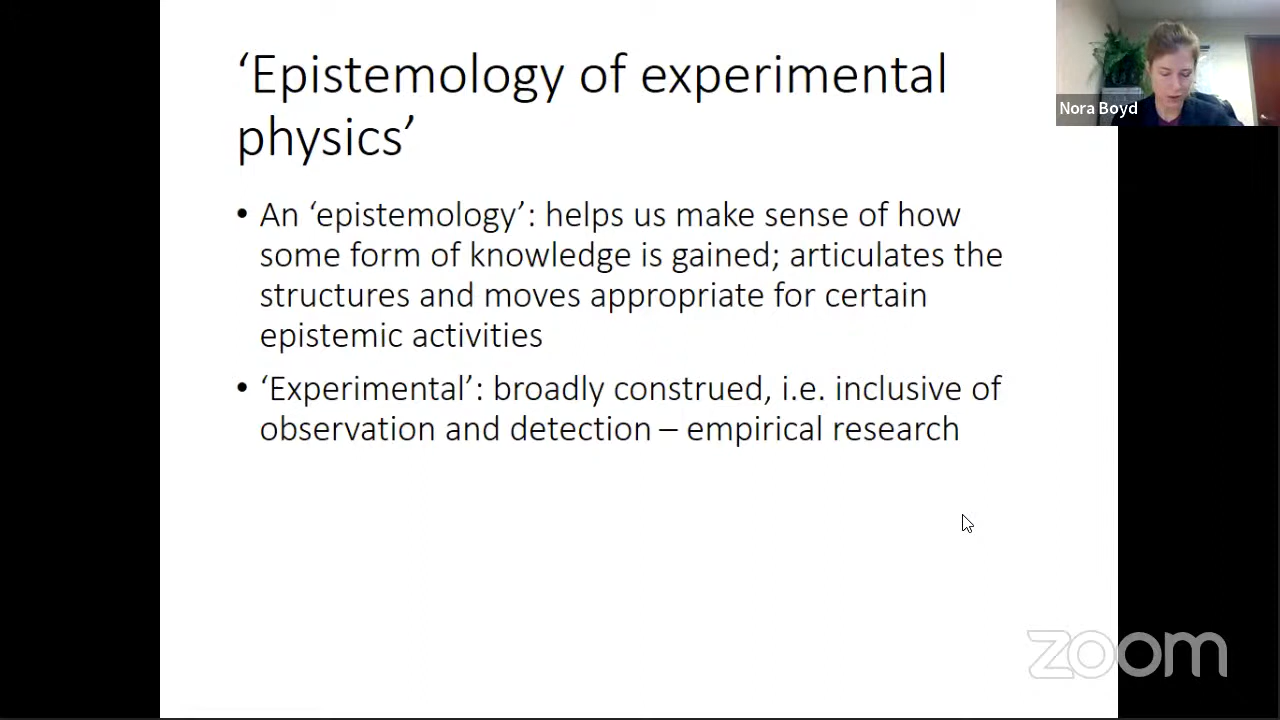 ‘Epistemology of experimental
physics’
• An ‘epistemology’: helps us make sense of how
some form of knowledge is gained; articulates the
structures and moves appropriate for certain
epistemic activities
• ‘Experimental’: broadly construed, i.e. inclusive of
observation and detection – empirical research
Nora Boyd
zoom